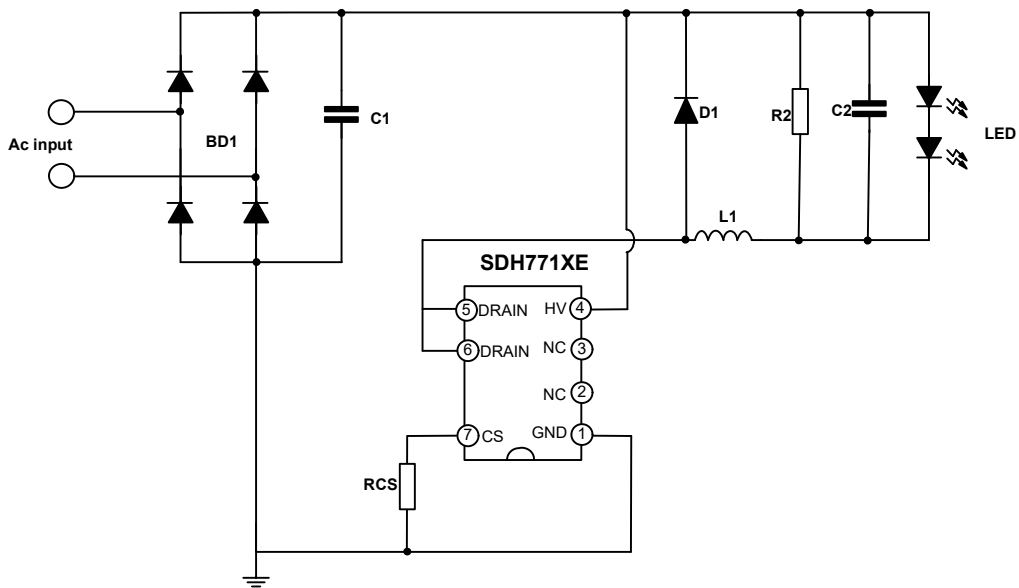 Ac input
BD1
C1
D1
R2
C2
LED
L1
SDH771XE
5 DRAIN HV 4
6 DRAIN NC 3
NC 2
7 CS GND 1
RCS